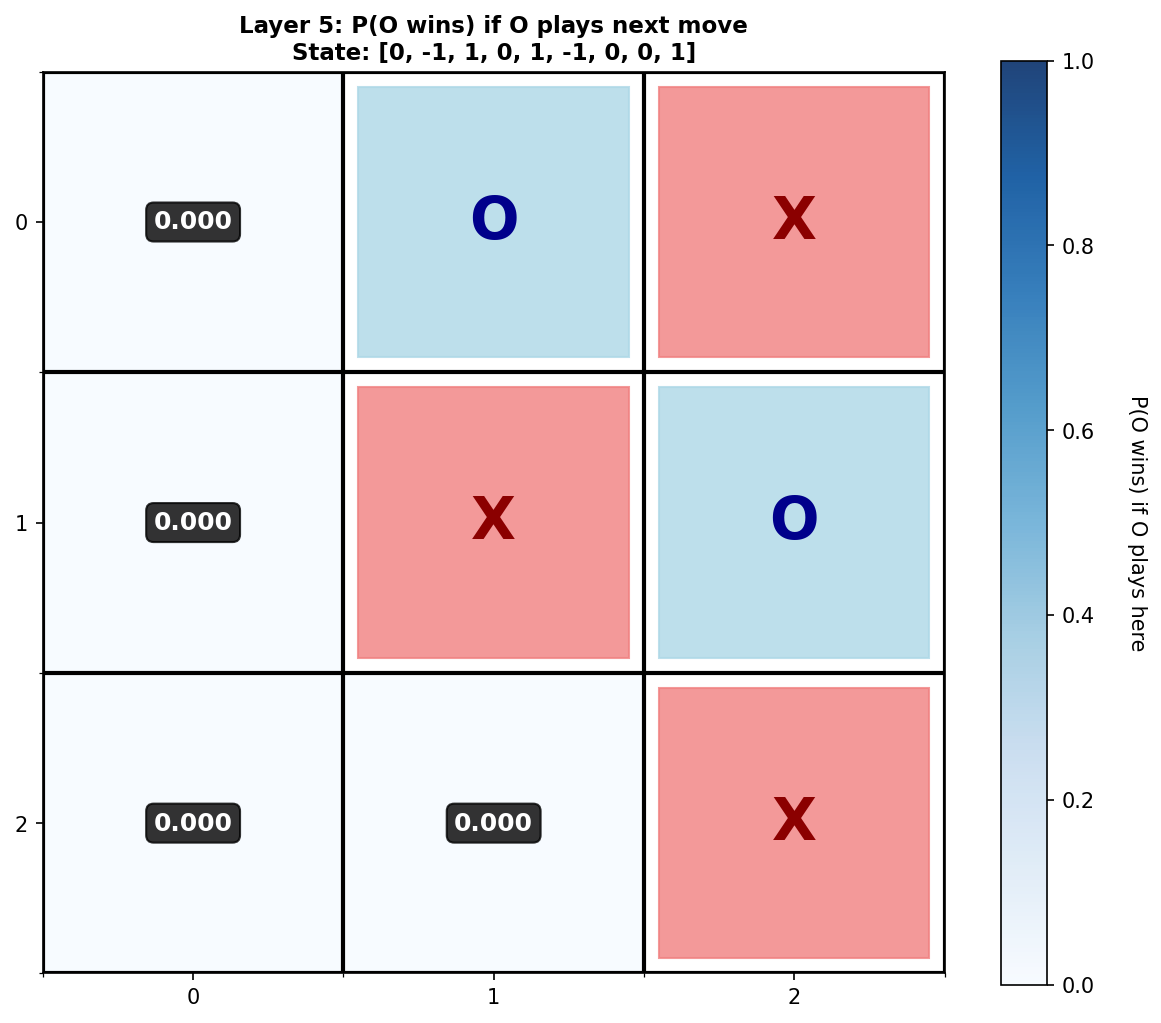 Layer 5: P(O wins) if O plays next move
State: [0, -1, 1, 0, 1, -1, 0, 0, 1]
0
0.000
O
X
1
0.000
X
O
2
0.000
0.000
X
0
1
2
1.0
0.8
0.6
0.4
0.2
0.0
P(O wins) if O plays here